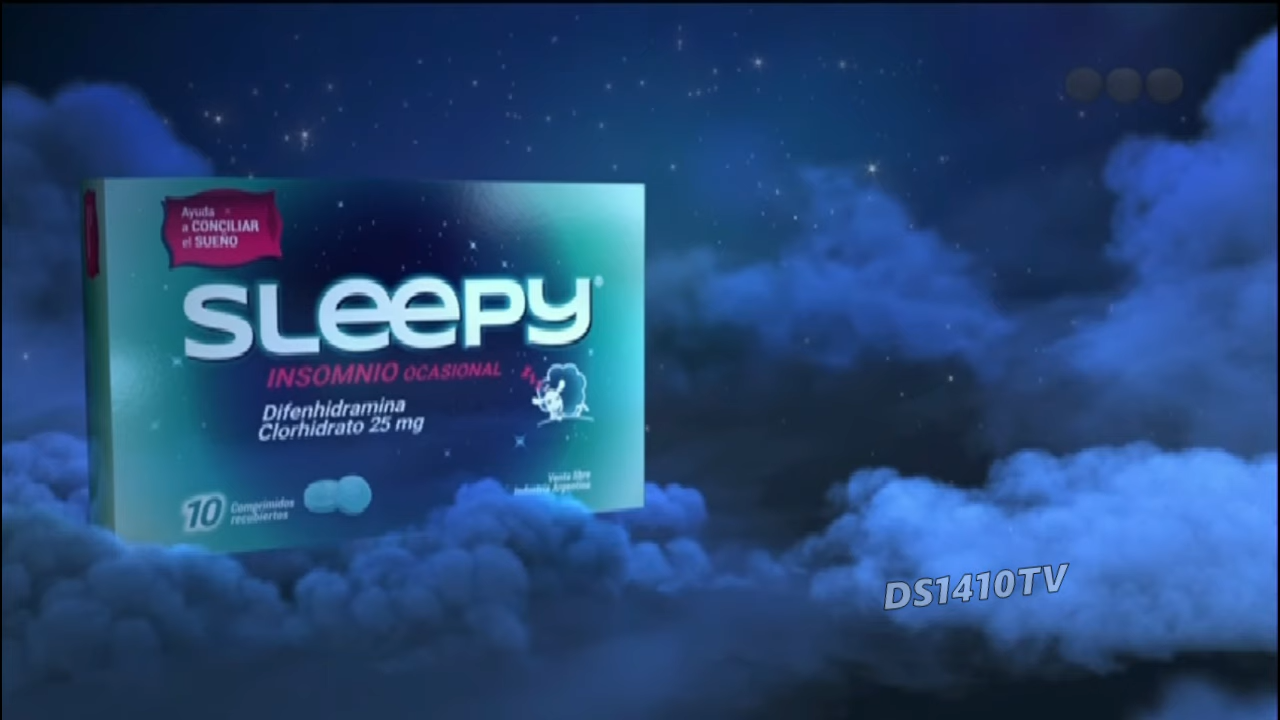 Ayuda
a CONCILIAR
el SUEÑO
SLEEPY®
INSOMNIO OCASIONAL
zzz
Difenhidramina
Clorhidrato 25 mg
Venta libre
Industria Argentina
10 Comprimidos
recubiertos
DS1410TV